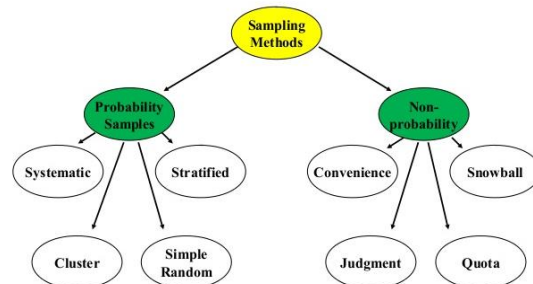 Sampling
Methods
Probability
Samples
Non-
probability
Systematic
Stratified
Convenience
Snowball
Cluster
Simple
Random
Judgment
Quota